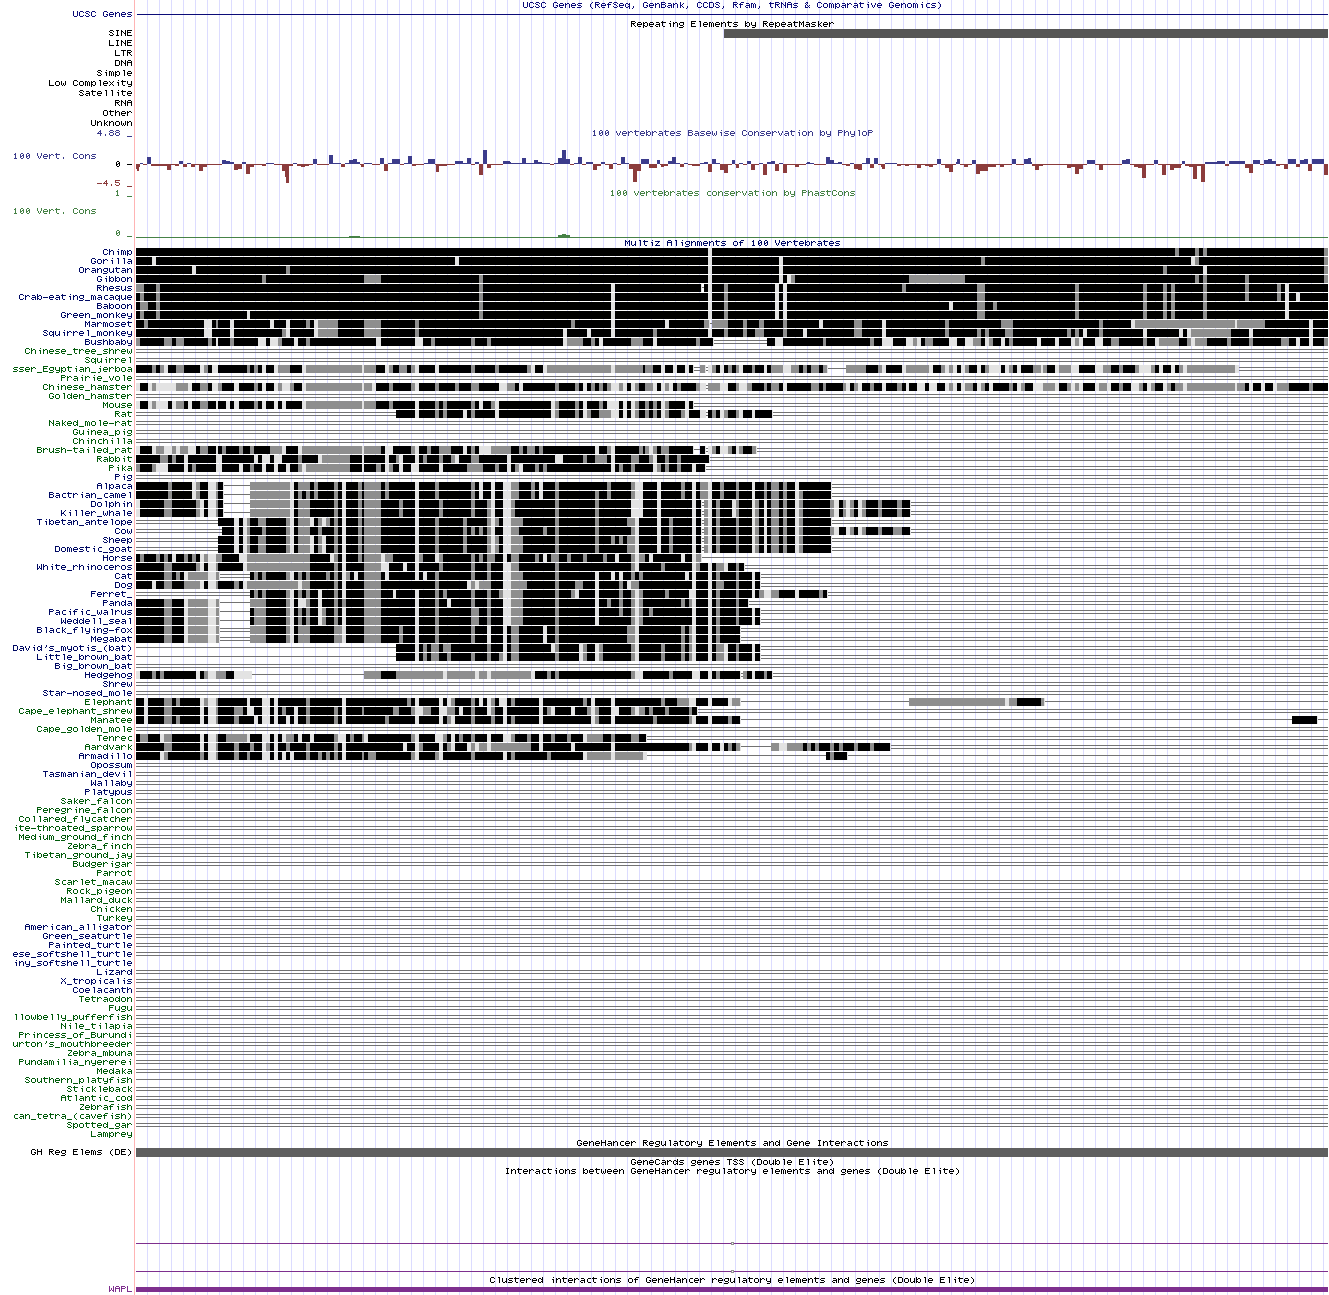 UCSC Genes (RefSeq, GenBank, CCDS, Rfam, tRNAs & Comparative Genomics)
UCSC Genes
Repeating Elements by RepeatMasker
SINE
LINE
LTR
DNA
Simple
Low Complexity
Satellite
RNA
Other
Unknown
4.88 _
100 vertebrates Basewise Conservation by PhyloP
100 Vert. Cons
0 -
-4.5 _
1 _
100 vertebrates conservation by PhastCons
100 Vert. Cons
0 _
Multiz Alignments of 100 Vertebrates
Chimp
Gorilla
Orangutan
Gibbon
Rhesus
Crab-eating_macaque
Baboon
Green_monkey
Marmoset
Squirrel_monkey
Bushbaby
Chinese_tree_shrew
Squirrel
sser_Egyptian_jerboa
Prairie_vole
Chinese_hamster
Golden_hamster
Mouse
Rat
Naked_mole-rat
Guinea_pig
Chinchilla
Brush-tailed_rat
Rabbit
Pika
Pig
Alpaca
Bactrian_camel
Dolphin
Killer_whale
Tibetan_antelope
Cow
Sheep
Domestic_goat
Horse
White_rhinoceros
Cat
Dog
Ferret_
Panda
Pacific_walrus
Weddell_seal
Black_flying-fox
Megabat
David's_myotis_(bat)
Little_brown_bat
Big_brown_bat
Hedgehog
Shrew
Star-nosed_mole
Elephant
Cape_elephant_shrew
Manatee
Cape_golden_mole
Tenrec
Aardvark
Armadillo
Opossum
Tasmanian_devil
Wallaby
Platypus
Saker_falcon
Peregrine_falcon
Collared_flycatcher
ite-throated_sparrow
Medium_ground_finch
Zebra_finch
Tibetan_ground_jay
Budgerigar
Parrot
Scarlet_macaw
Rock_pigeon
Mallard_duck
Chicken
Turkey
American_alligator
Green_seaturtle
Painted_turtle
ese_softshell_turtle
iny_softshell_turtle
Lizard
X_tropicalis
Coelacanth
Tetraodon
Fugu
llowbelly_pufferfish
Nile_tilapia
Princess_of_Burundi
urton's_mouthbreeder
Zebra_mbuna
Pundamilia_nyererei
Medaka
Southern_platyfish
Stickleback
Atlantic_cod
Zebrafish
can_tetra_(cavefish)
Spotted_gar
Lamprey
GeneHancer Regulatory Elements and Gene Interactions
GH Reg Elems (DE)
GeneCards genes TSS (Double Elite)
Interactions between GeneHancer regulatory elements and genes (Double Elite)
Clustered interactions of GeneHancer regulatory elements and genes (Double Elite)
WAPL